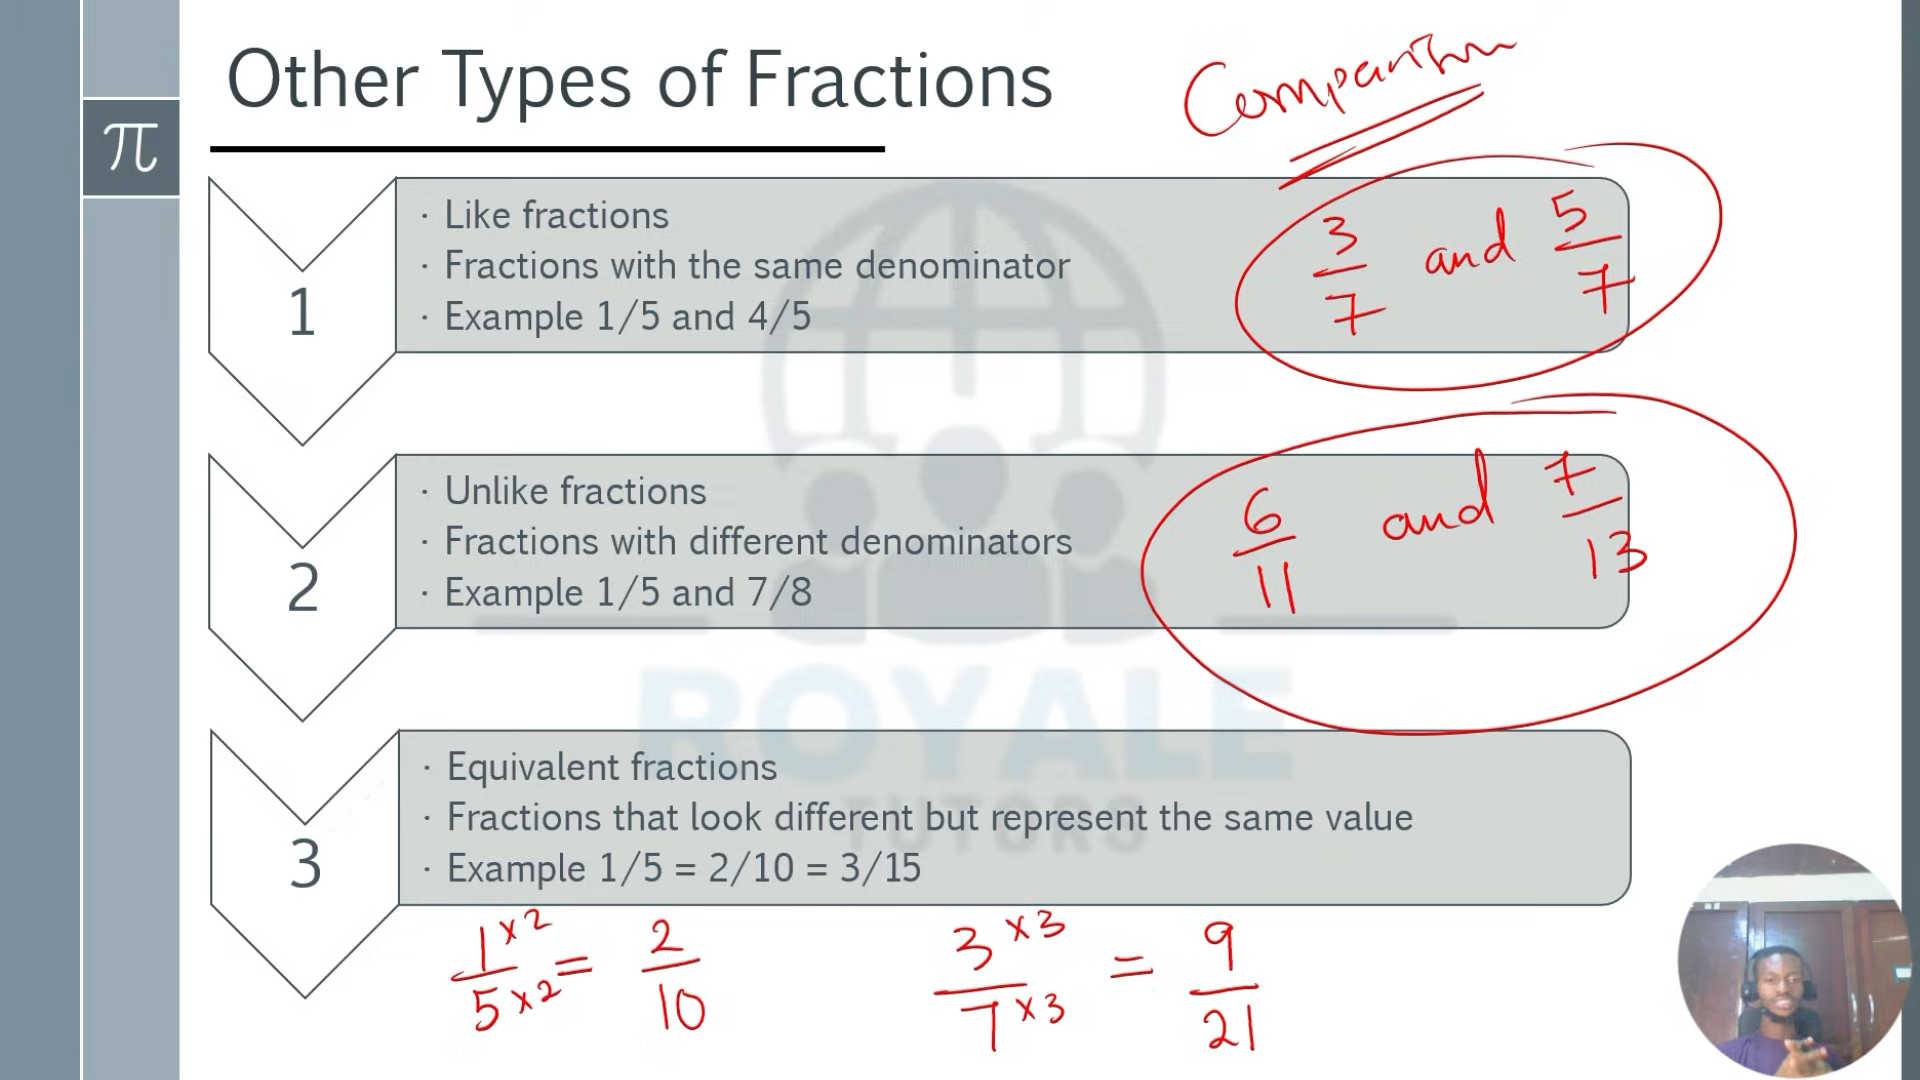 Other Types of Fractions
Comparism
π
1
· Like fractions
· Fractions with the same denominator
· Example 1/5 and 4/5
3/7 and 5/7
2
· Unlike fractions
· Fractions with different denominators
· Example 1/5 and 7/8
6/11 and 7/13
ROYALE
TUTORS
3
· Equivalent fractions
· Fractions that look different but represent the same value
· Example 1/5 = 2/10 = 3/15
1×2/5×2 = 2/10
3×3/7×3 = 9/21